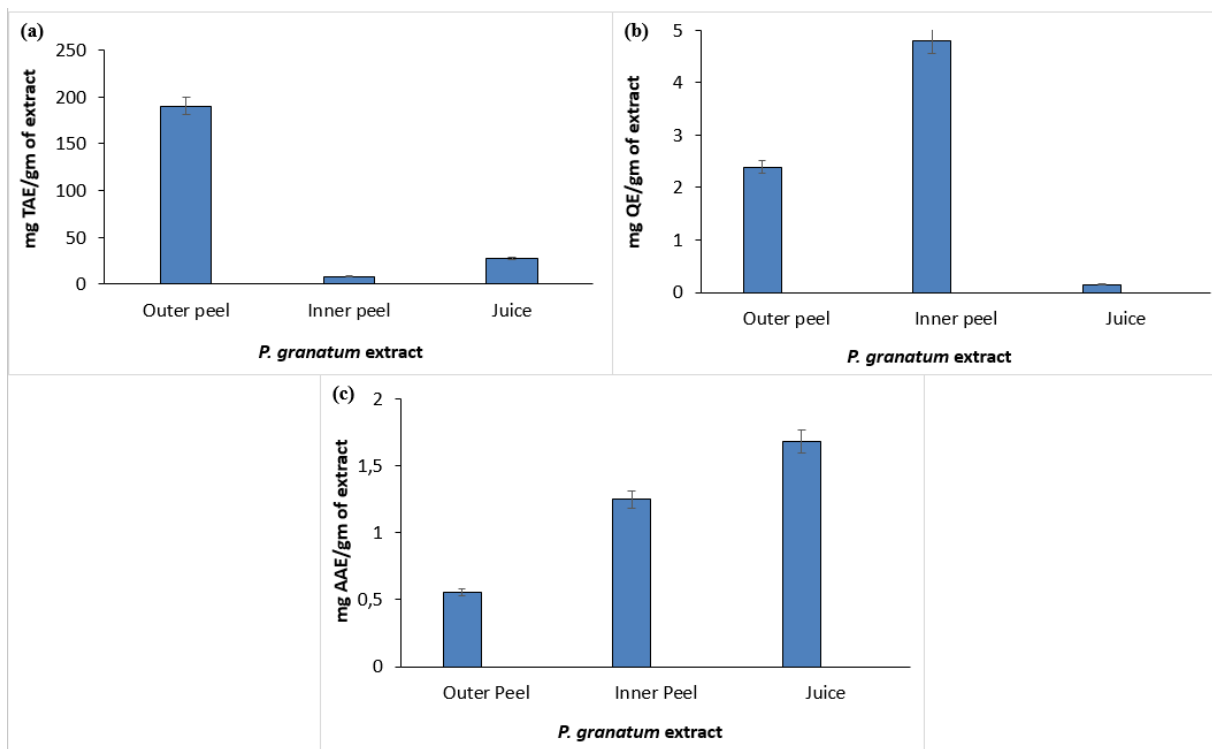 (a)
mg TAE/gm of extract
250
200
150
100
50
0
Outer peel Inner peel Juice
P. granatum extract
(b)
mg QE/gm of extract
5
4
3
2
1
0
Outer peel Inner peel Juice
P. granatum extract
(c)
mg AAE/gm of extract
2
1,5
1
0,5
0
Outer Peel Inner Peel Juice
P. granatum extract